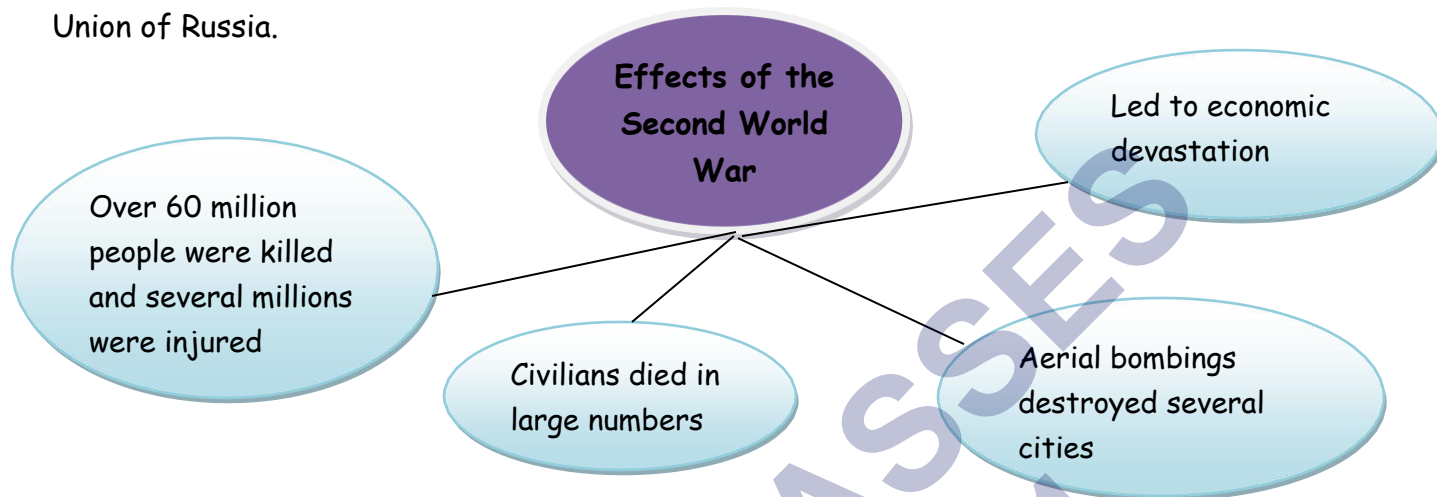 Union of Russia.
Effects of the
Second World
War
Led to economic
devastation
Over 60 million
people were killed
and several millions
were injured
Civilians died in
large numbers
Aerial bombings
destroyed several
cities
ASSES